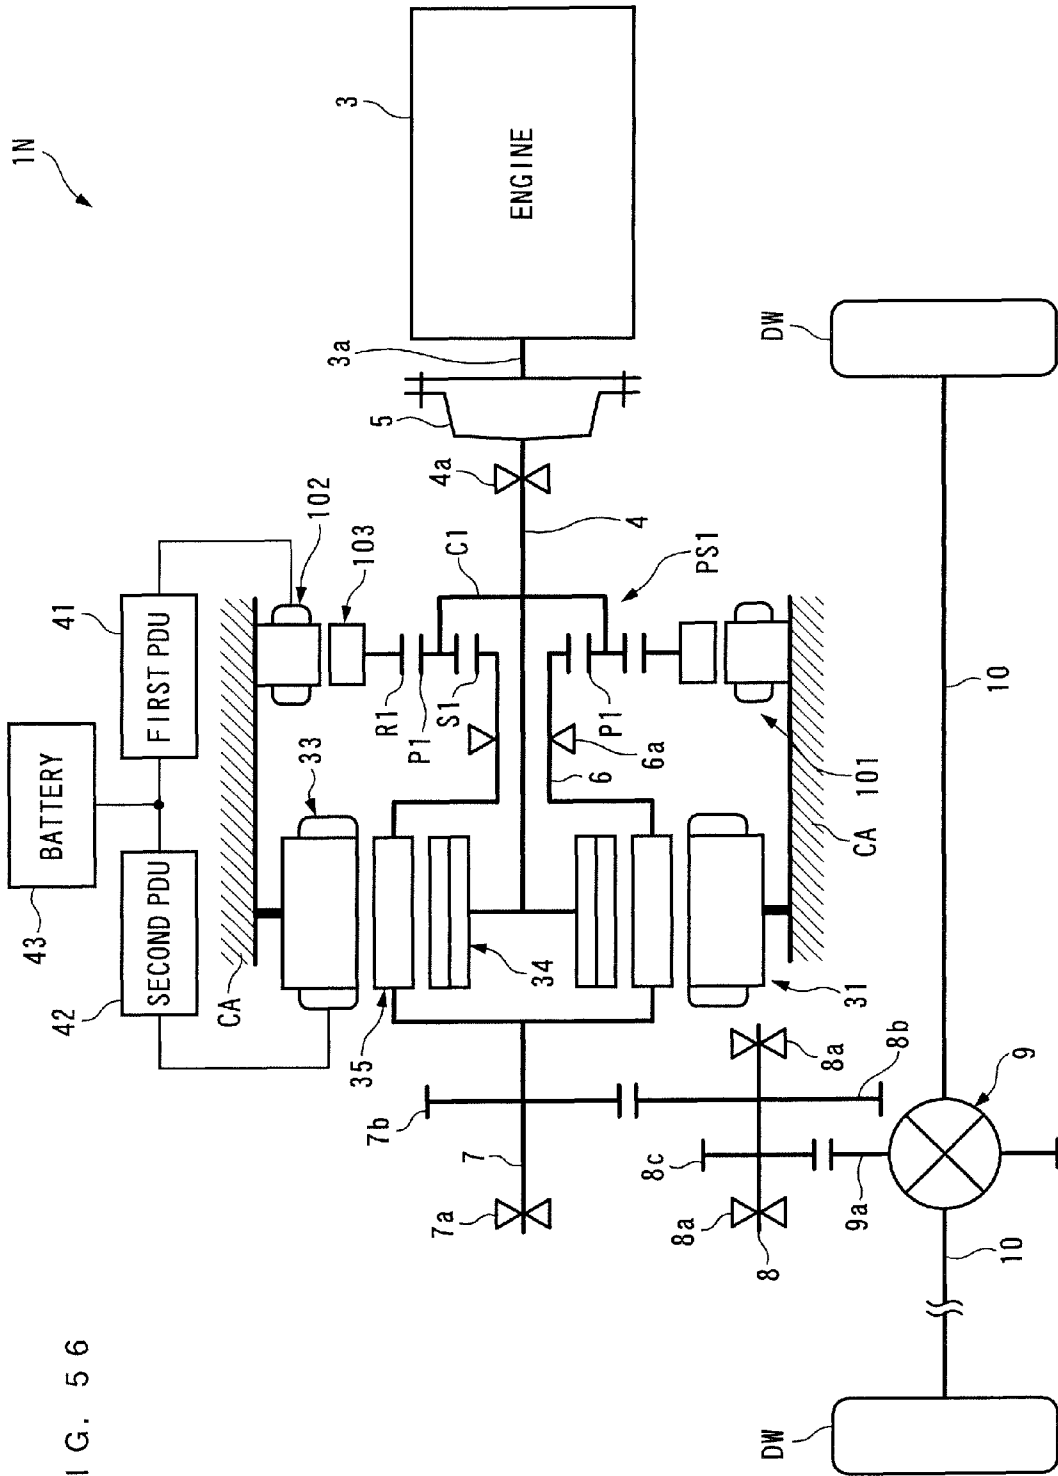 I G. 5 6
1N
43
BATTERY
42
SECOND PDU
41
FIRST PDU
CA
33
102
103
3
ENGINE
3a
5
4a
35
7b
7
7a
R1
P1
S1
C1
34
6
6a
P1
4
PS1
31
101
CA
8a
8
8c
8a
8b
9a
9
10
10
DW
DW